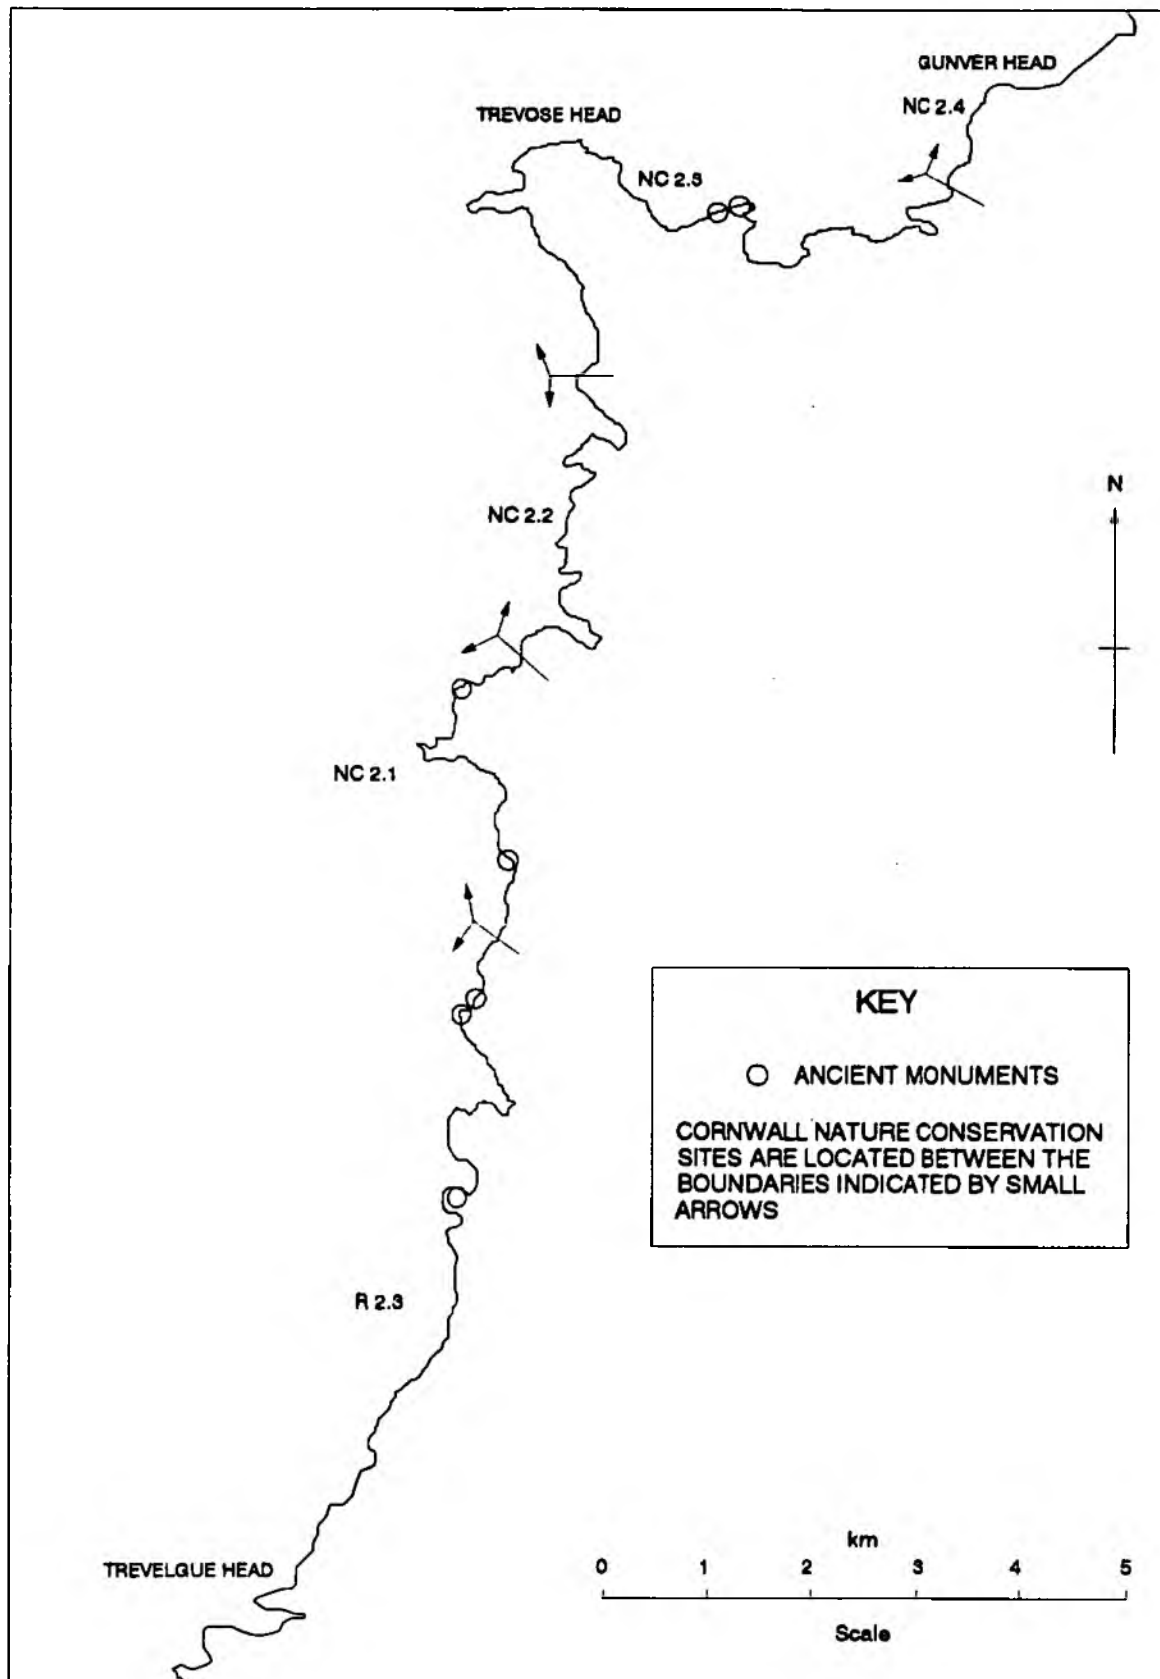 GUNVER HEAD
NC 2.4
TREVOSE HEAD
NC 2.3
N
NC 2.2
NC 2.1
KEY
ANCIENT MONUMENTS
CORNWALL NATURE CONSERVATION
SITES ARE LOCATED BETWEEN THE
BOUNDARIES INDICATED BY SMALL
ARROWS
R 2.3
TREVELGUE HEAD
km
0 1 2 3 4 5
Scale